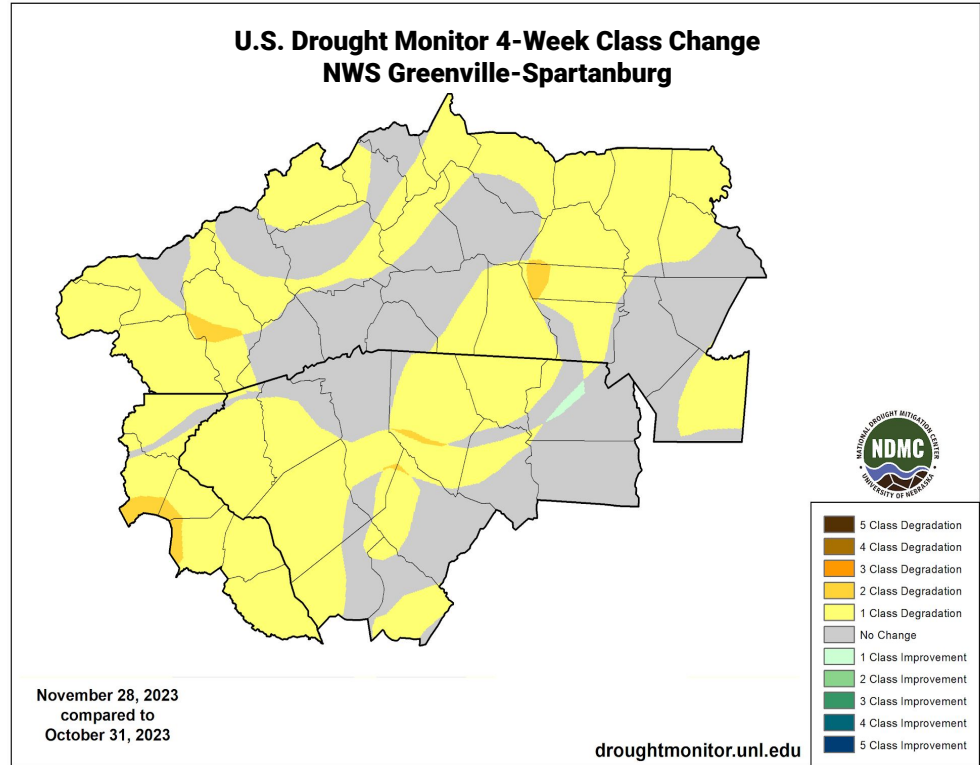 U.S. Drought Monitor 4-Week Class Change
NWS Greenville-Spartanburg
NATIONAL DROUGHT MITIGATION CENTER
NDMC
UNIVERSITY OF NEBRASKA
5 Class Degradation
4 Class Degradation
3 Class Degradation
2 Class Degradation
1 Class Degradation
No Change
1 Class Improvement
2 Class Improvement
3 Class Improvement
4 Class Improvement
5 Class Improvement
November 28, 2023
compared to
October 31, 2023
droughtmonitor.unl.edu